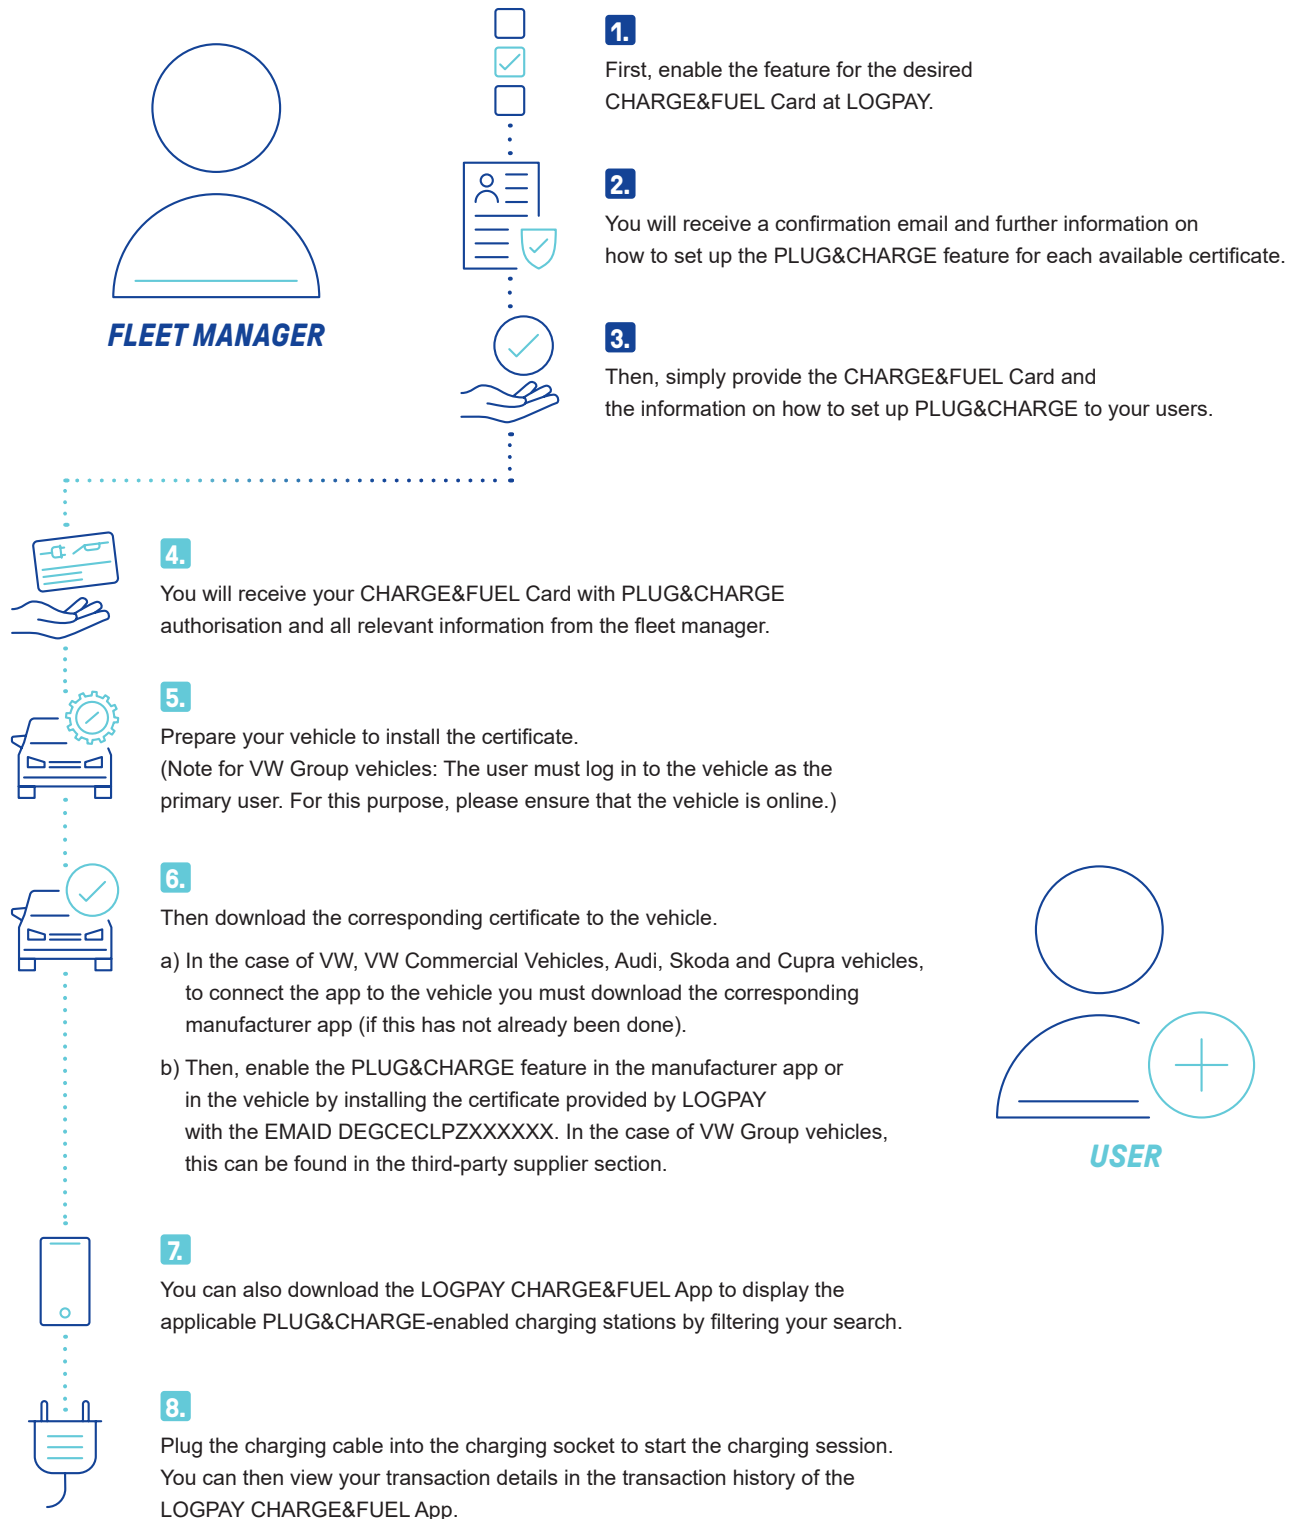 1.
First, enable the feature for the desired
CHARGE&FUEL Card at LOGPAY.
2.
You will receive a confirmation email and further information on
how to set up the PLUG&CHARGE feature for each available certificate.
FLEET MANAGER
3.
Then, simply provide the CHARGE&FUEL Card and
the information on how to set up PLUG&CHARGE to your users.
4.
You will receive your CHARGE&FUEL Card with PLUG&CHARGE
authorisation and all relevant information from the fleet manager.
5.
Prepare your vehicle to install the certificate.
(Note for VW Group vehicles: The user must log in to the vehicle as the
primary user. For this purpose, please ensure that the vehicle is online.)
6.
Then download the corresponding certificate to the vehicle.
a) In the case of VW, VW Commercial Vehicles, Audi, Skoda and Cupra vehicles,
to connect the app to the vehicle you must download the corresponding
manufacturer app (if this has not already been done).
b) Then, enable the PLUG&CHARGE feature in the manufacturer app or
in the vehicle by installing the certificate provided by LOGPAY
with the EMAID DEGCECLPZXXXXXX. In the case of VW Group vehicles,
this can be found in the third-party supplier section.
USER
7.
You can also download the LOGPAY CHARGE&FUEL App to display the
applicable PLUG&CHARGE-enabled charging stations by filtering your search.
8.
Plug the charging cable into the charging socket to start the charging session.
You can then view your transaction details in the transaction history of the
LOGPAY CHARGE&FUEL App.